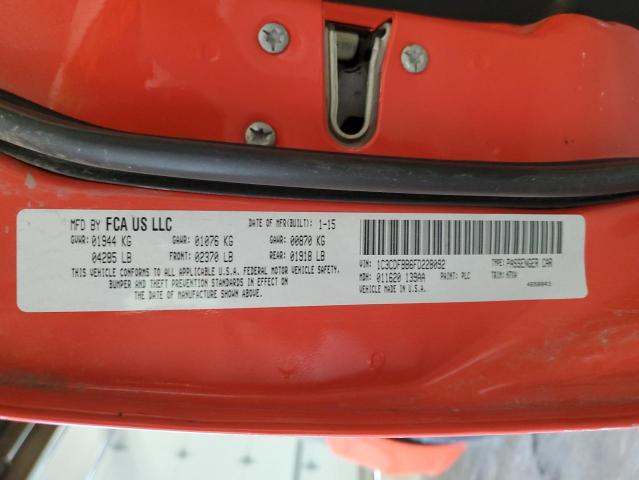 MFD BY FCA US LLC DATE OF MFR(BUILT): 1-15
GVWR: 01944 KG GAWR: 01076 KG GAWR: 00870 KG
04285 LB FRONT: 02370 LB REAR: 01918 LB
THIS VEHICLE CONFORMS TO ALL APPLICABLE U.S.A. FEDERAL MOTOR VEHICLE SAFETY,
BUMPER AND THEFT PREVENTION STANDARDS IN EFFECT ON
THE DATE OF MANUFACTURE SHOWN ABOVE.
VIN: 1C3CDFBB6FD228092 TYPE: PASSENGER CAR
MDH: 011620 139AA PAINT: PLC TRIM: HTVA
VEHICLE MADE IN U.S.A.